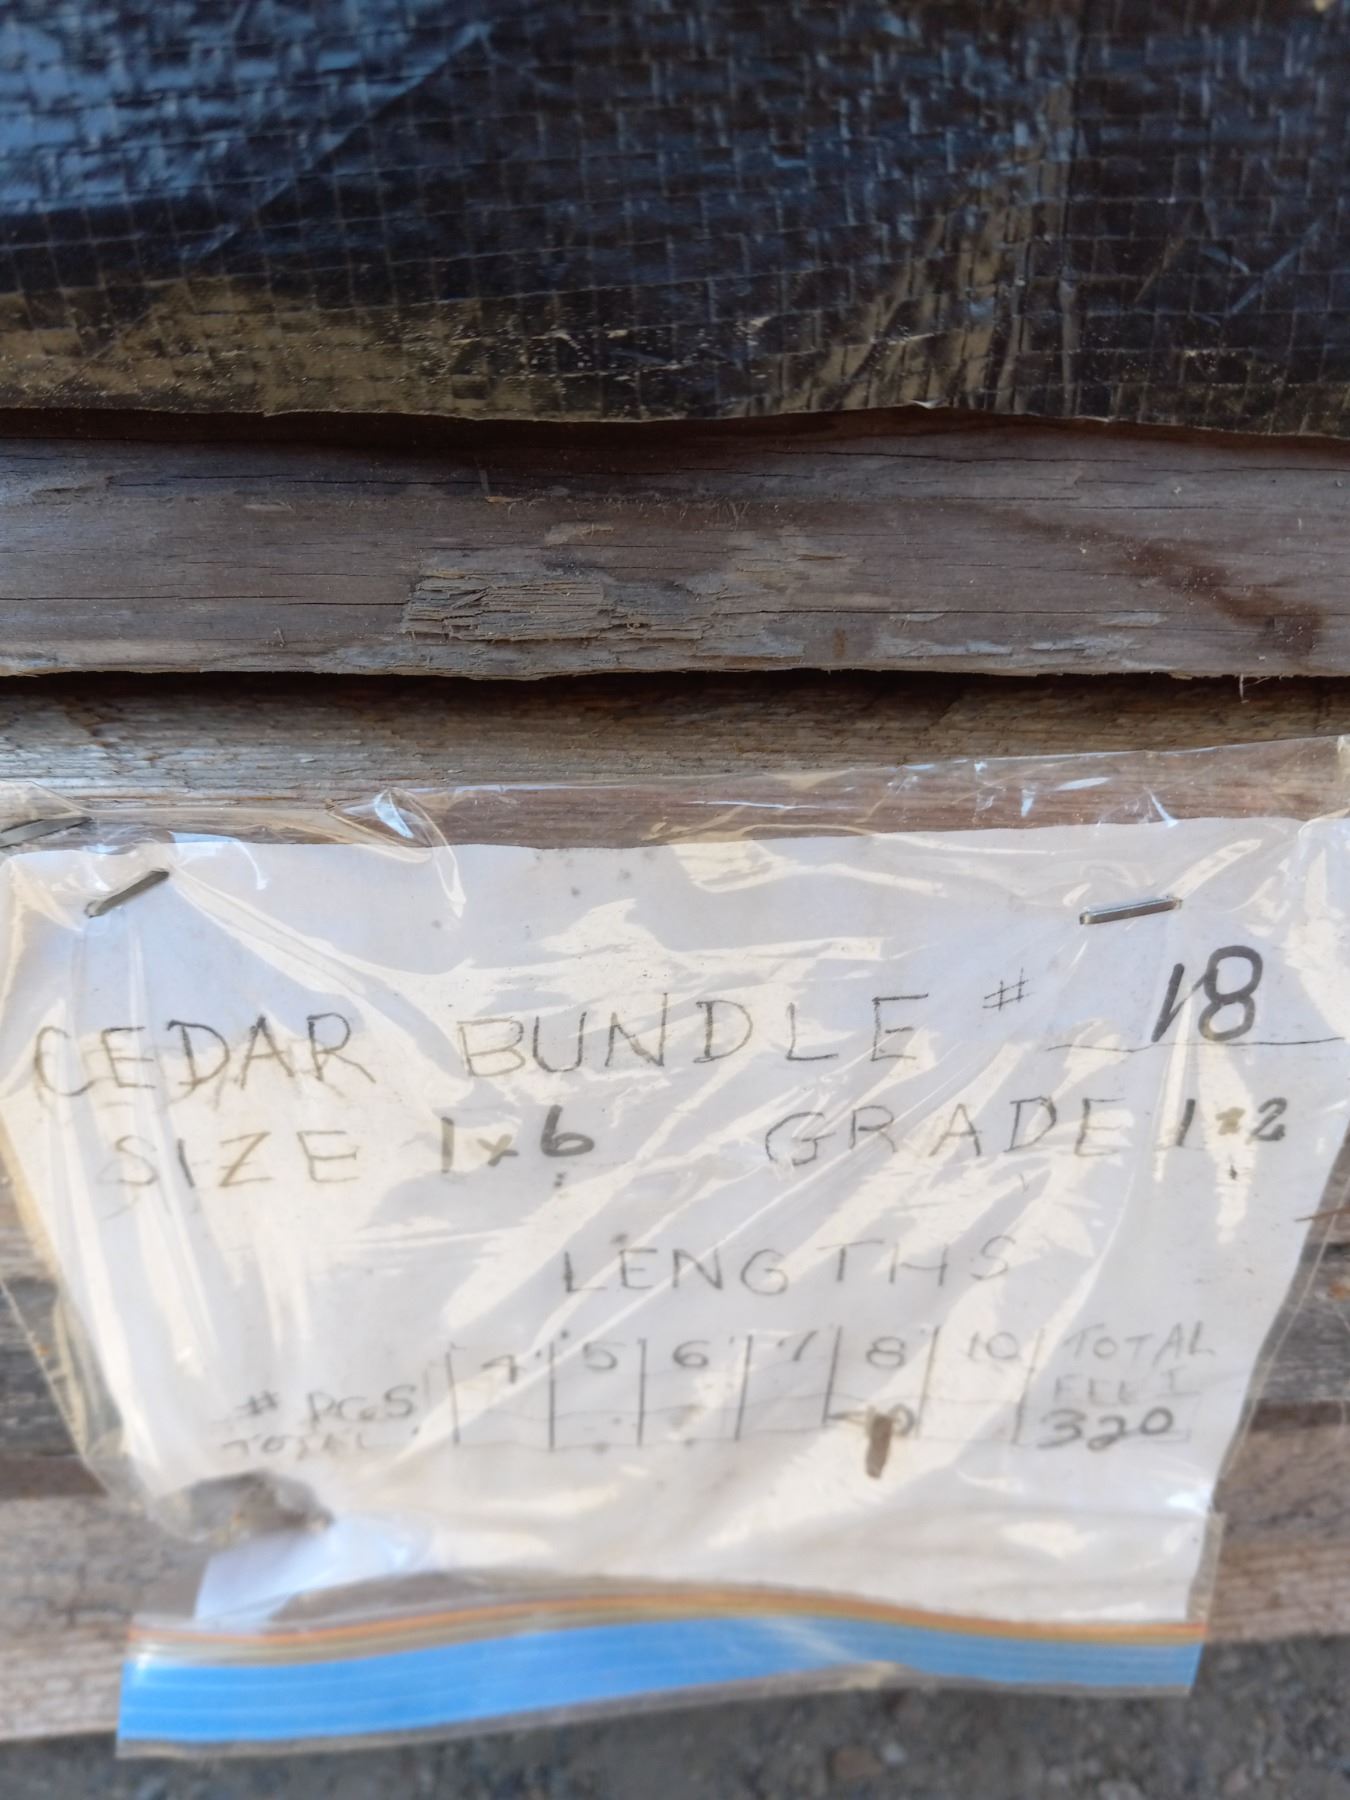 CEDAR BUNDLE # 18
SIZE 1x6 GRADE 1-2
LENGTHS
4' 5' 6' 7' 8' 10 TOTAL
FEET
# PCS 40 320
TOTAL